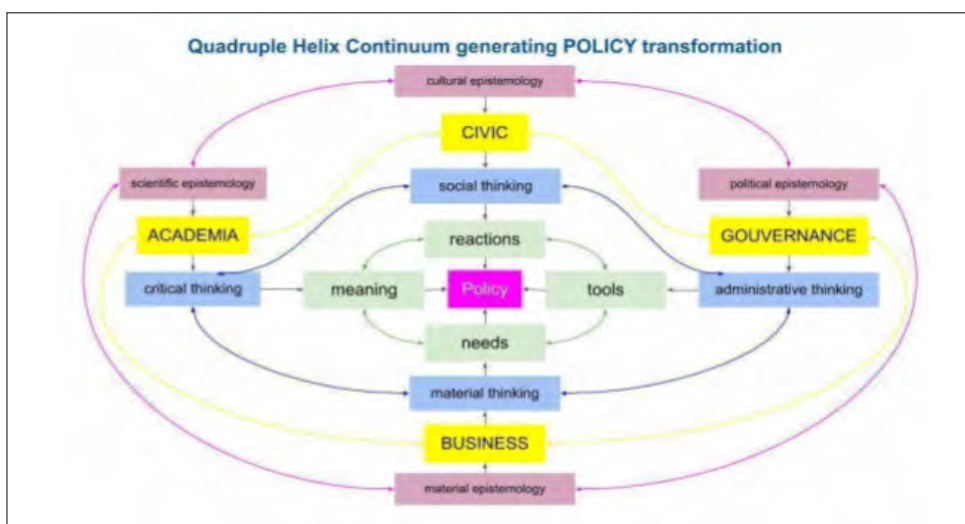 Quadruple Helix Continuum generating POLICY transformation
cultural epistemology
CIVIC
scientific epistemology
social thinking
political epistemology
ACADEMIA
reactions
GOUVERNANCE
critical thinking
meaning
Policy
tools
administrative thinking
needs
material thinking
BUSINESS
material epistemology